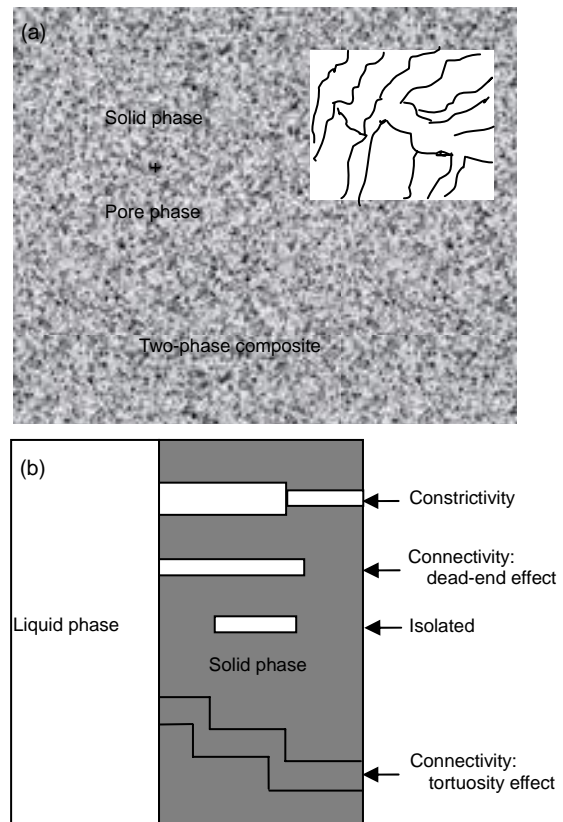 (a)
Solid phase
+
Pore phase
Two-phase composite
(b)
Constrictivity
Connectivity:
dead-end effect
Liquid phase
Isolated
Solid phase
Connectivity:
tortuosity effect